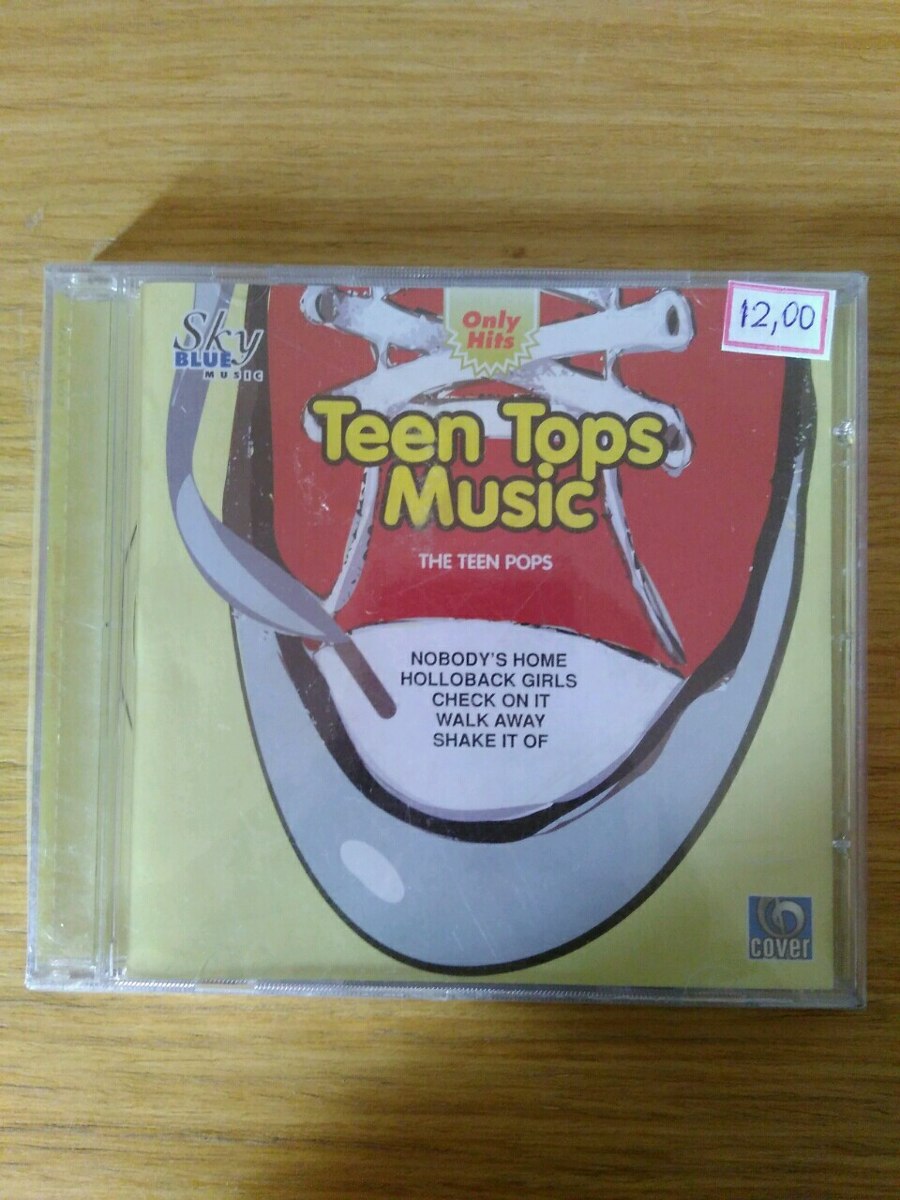 Sky
BLUE
MUSIC
Only
Hits
12,00
Teen Tops
Music
THE TEEN POPS
NOBODY'S HOME
HOLLOBACK GIRLS
CHECK ON IT
WALK AWAY
SHAKE IT OF
cover